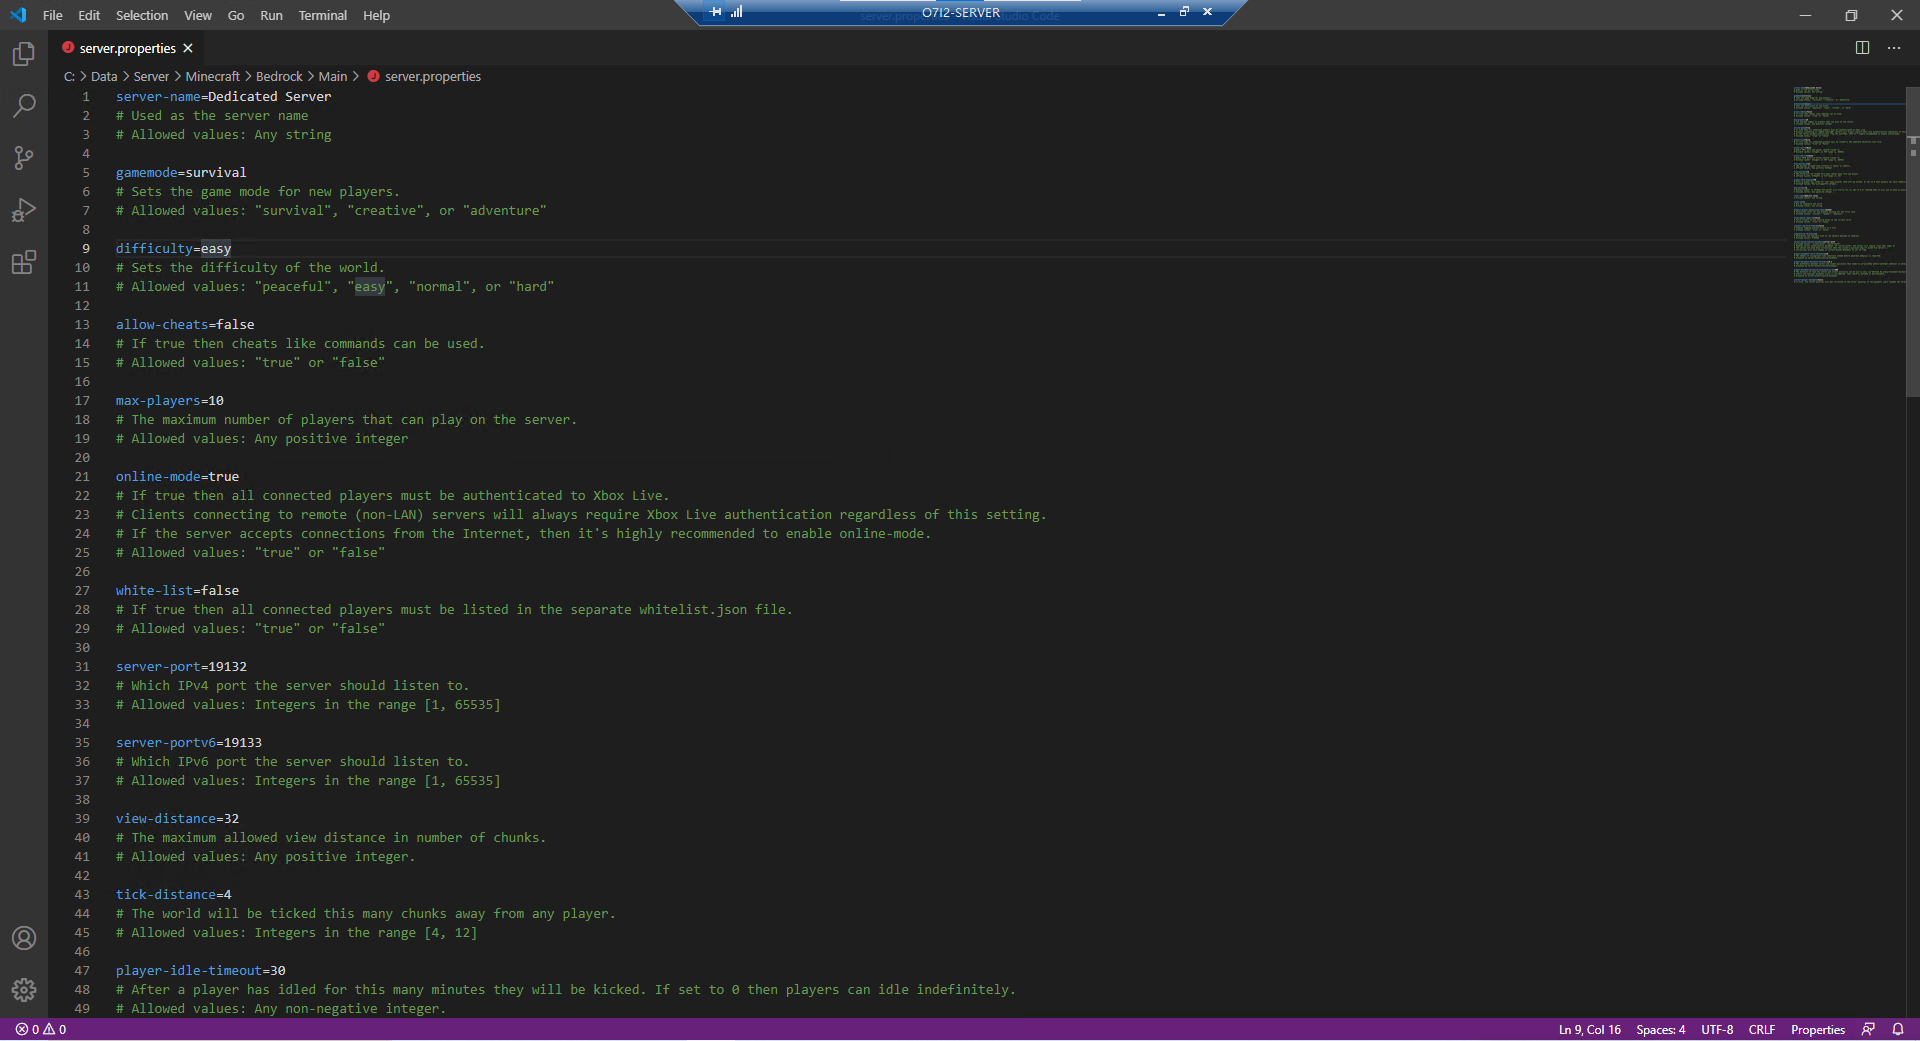 File Edit Selection View Go Run Terminal Help
O7I2-SERVER
server.properties
C: > Data > Server > Minecraft > Bedrock > Main > server.properties
1 server-name=Dedicated Server
2 # Used as the server name
3 # Allowed values: Any string
4
5 gamemode=survival
6 # Sets the game mode for new players.
7 # Allowed values: "survival", "creative", or "adventure"
8
9 difficulty=easy
10 # Sets the difficulty of the world.
11 # Allowed values: "peaceful", "easy", "normal", or "hard"
12
13 allow-cheats=false
14 # If true then cheats like commands can be used.
15 # Allowed values: "true" or "false"
16
17 max-players=10
18 # The maximum number of players that can play on the server.
19 # Allowed values: Any positive integer
20
21 online-mode=true
22 # If true then all connected players must be authenticated to Xbox Live.
23 # Clients connecting to remote (non-LAN) servers will always require Xbox Live authentication regardless of this setting.
24 # If the server accepts connections from the Internet, then it's highly recommended to enable online-mode.
25 # Allowed values: "true" or "false"
26
27 white-list=false
28 # If true then all connected players must be listed in the separate whitelist.json file.
29 # Allowed values: "true" or "false"
30
31 server-port=19132
32 # Which IPv4 port the server should listen to.
33 # Allowed values: Integers in the range [1, 65535]
34
35 server-portv6=19133
36 # Which IPv6 port the server should listen to.
37 # Allowed values: Integers in the range [1, 65535]
38
39 view-distance=32
40 # The maximum allowed view distance in number of chunks.
41 # Allowed values: Any positive integer.
42
43 tick-distance=4
44 # The world will be ticked this many chunks away from any player.
45 # Allowed values: Integers in the range [4, 12]
46
47 player-idle-timeout=30
48 # After a player has idled for this many minutes they will be kicked. If set to 0 then players can idle indefinitely.
49 # Allowed values: Any non-negative integer.
0 0 Ln 9, Col 16 Spaces: 4 UTF-8 CRLF Properties